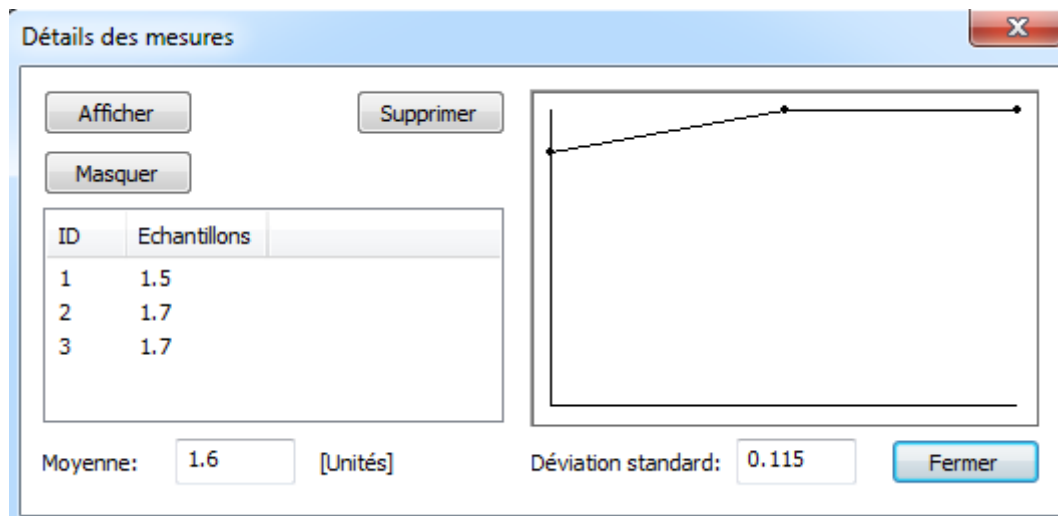 Détails des mesures
Afficher
Supprimer
Masquer
ID Echantillons
1 1.5
2 1.7
3 1.7
Moyenne: 1.6 [Unités]
Déviation standard: 0.115
Fermer